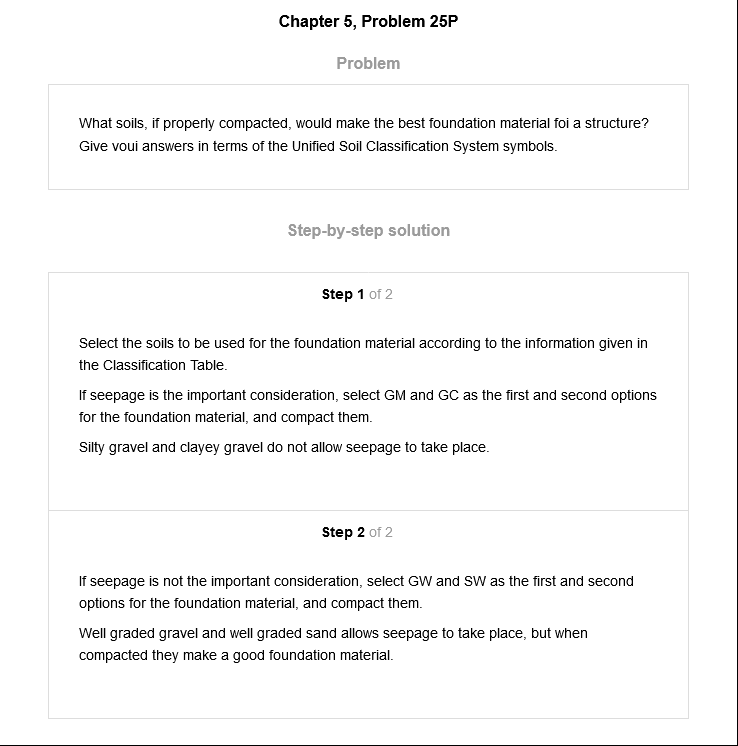 Chapter 5, Problem 25P
Problem
What soils, if properly compacted, would make the best foundation material foi a structure?
Give voui answers in terms of the Unified Soil Classification System symbols.
Step-by-step solution
Step 1 of 2
Select the soils to be used for the foundation material according to the information given in
the Classification Table.
If seepage is the important consideration, select GM and GC as the first and second options
for the foundation material, and compact them.
Silty gravel and clayey gravel do not allow seepage to take place.
Step 2 of 2
If seepage is not the important consideration, select GW and SW as the first and second
options for the foundation material, and compact them.
Well graded gravel and well graded sand allows seepage to take place, but when
compacted they make a good foundation material.